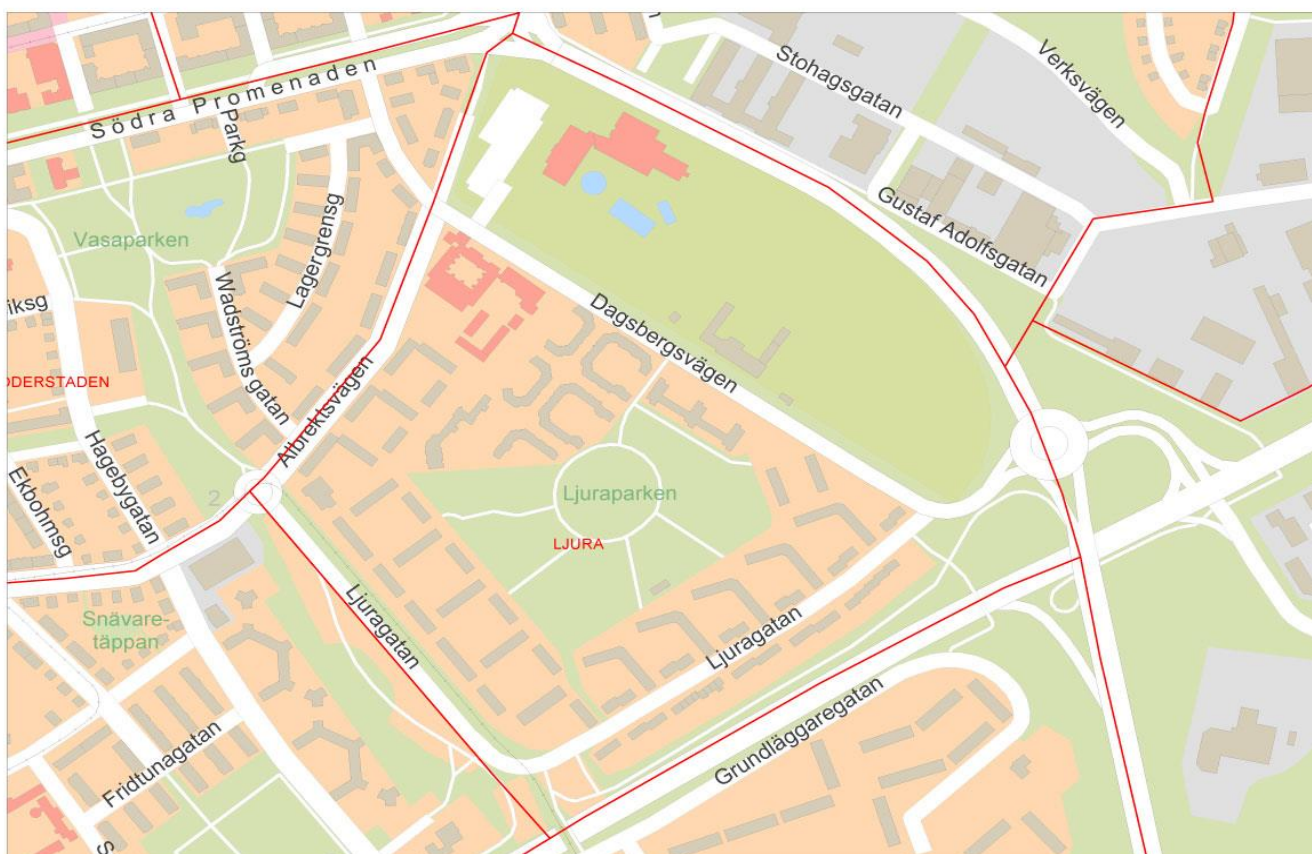 Stohagsgatan
Verksvägen
Södra Promenaden
Parkg
Gustaf Adolfsgatan
Lagergrensg
Vasaparken
Wadströms gatan
iksg
Dagsbergsvägen
ODERSTADEN
Albrektsvägen
Hagebygatan
Ekbohmsg
2
Ljuraparken
LJURA
Snävare-
täppan
Ljuragatan
Ljuragatan
Grundläggaregatan
Fridtunagatan
S